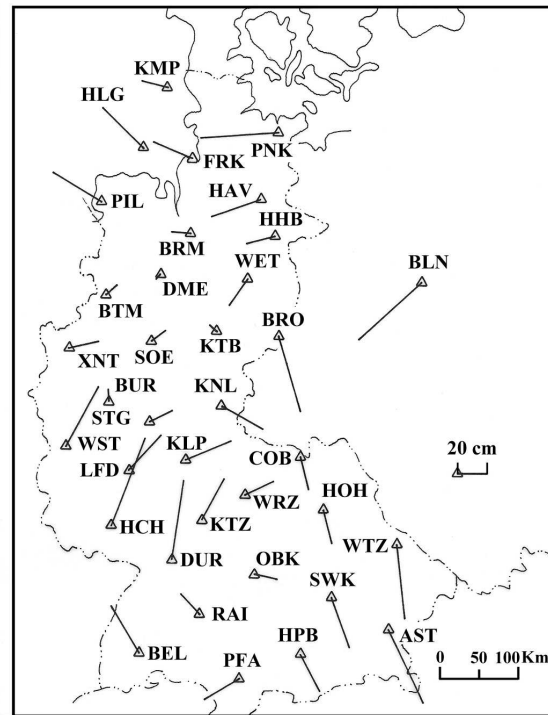 KMP
HLG
PNK
FRK
HAV
PIL
HHB
BRM
WET
BLN
DME
BTM
BRO
KTB
SOE
XNT
BUR
KNL
STG
WST
KLP
COB
20 cm
LFD
HOH
WRZ
HCH
KTZ
WTZ
DUR
OBK
SWK
RAI
HPB
AST
BEL
PFA
0 50 100Km